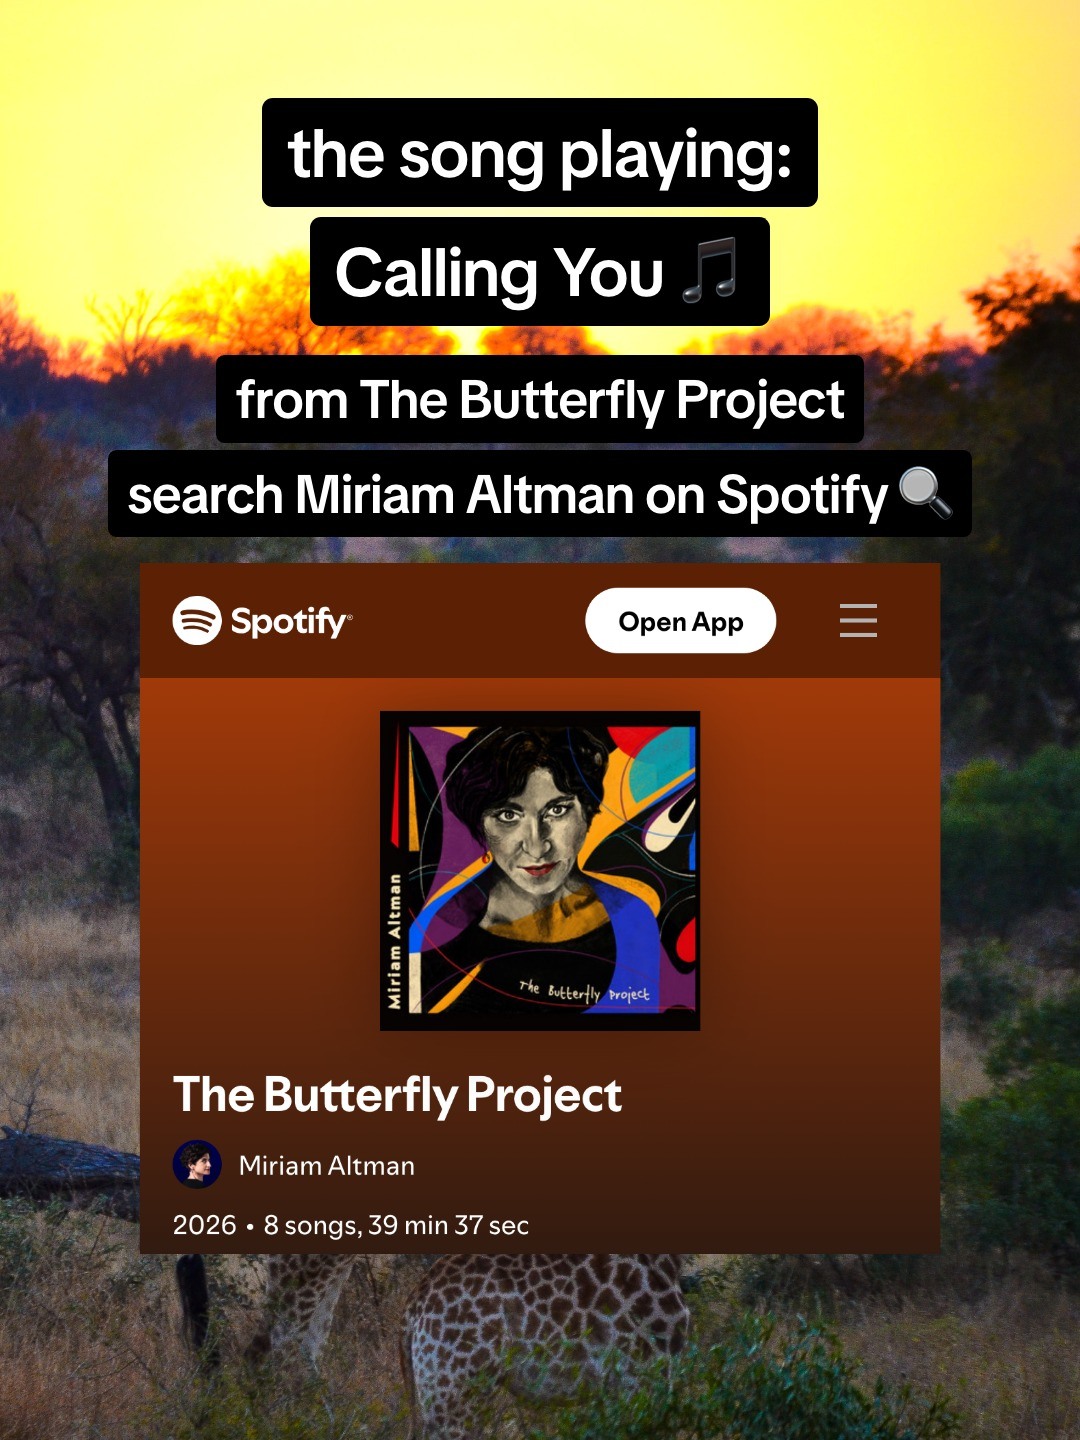 the song playing:
Calling You 🎵
from The Butterfly Project
search Miriam Altman on Spotify 🔍
Spotify®
Open App
Miriam Altman
The Butterfly Project
The Butterfly Project
Miriam Altman
2026 • 8 songs, 39 min 37 sec